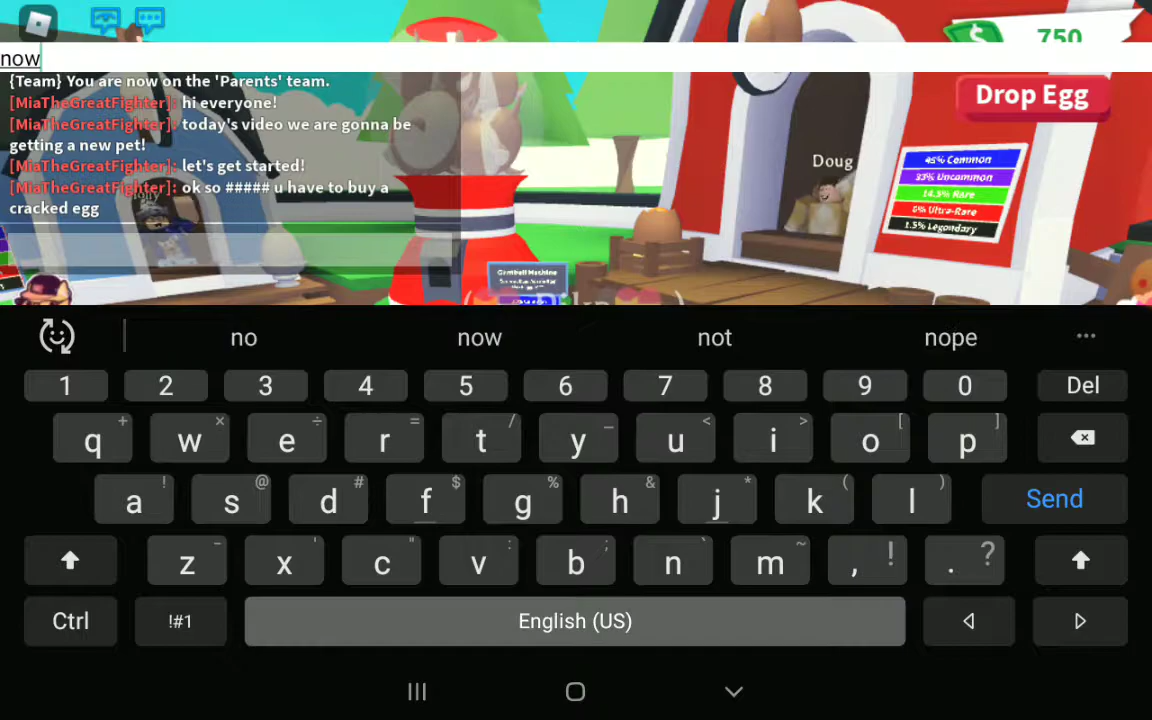 750
now
{Team} You are now on the 'Parents' team.
[MiaTheGreatFighter]: hi everyone!
[MiaTheGreatFighter]: today's video we are gonna be
getting a new pet!
[MiaTheGreatFighter]: let's get started!
[MiaTheGreatFighter]: ok so ##### u have to buy a
cracked egg
Drop Egg
Doug
45% Common
33% Uncommon
14.5% Rare
6% Ultra-Rare
1.5% Legendary
Gumball Machine
no now not nope ...
1 2 3 4 5 6 7 8 9 0 Del
+ × ÷ = / _ < > [ ]
q w e r t y u i o p
! @ # $ % & * ( )
a s d f g h j k l Send
- ' " : ; ` ~ ! ?
z x c v b n m , .
Ctrl !#1 English (US)